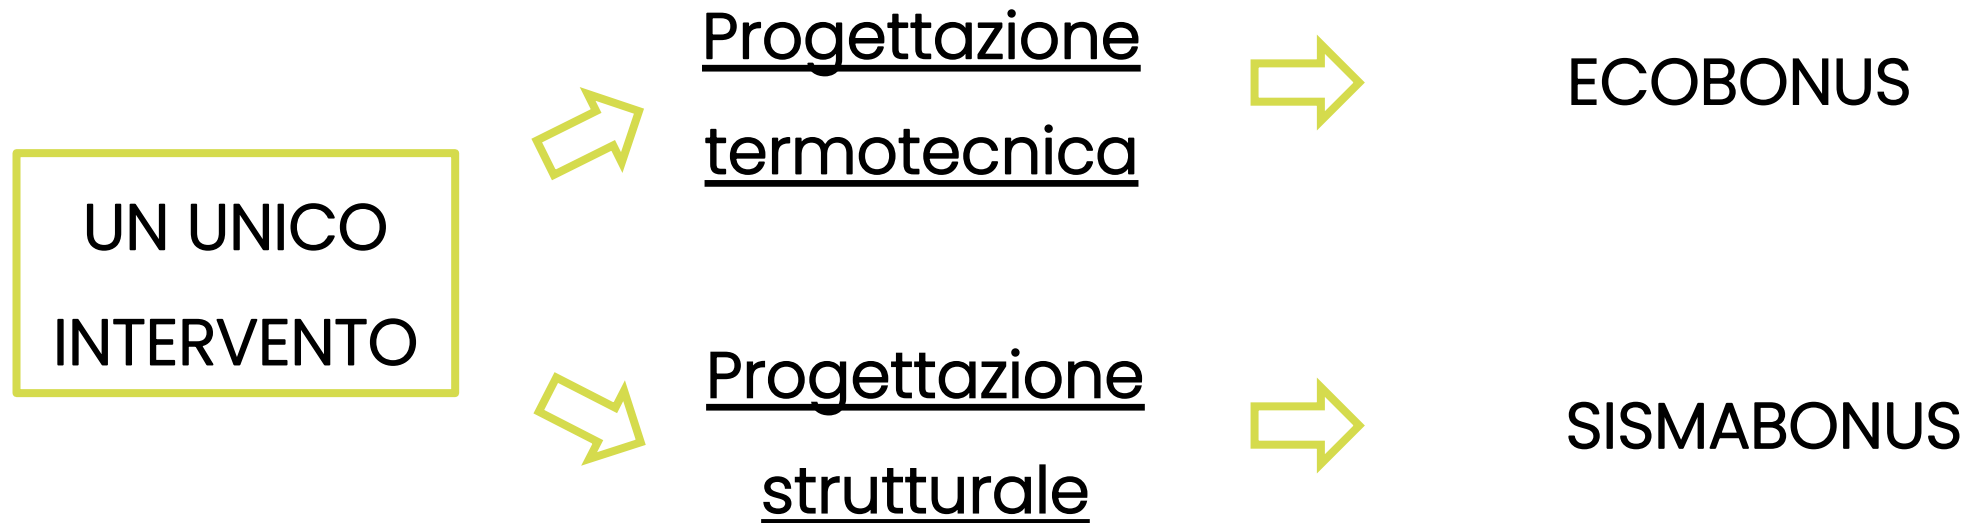 UN UNICO
INTERVENTO
Progettazione
termotecnica
ECOBONUS
Progettazione
strutturale
SISMABONUS